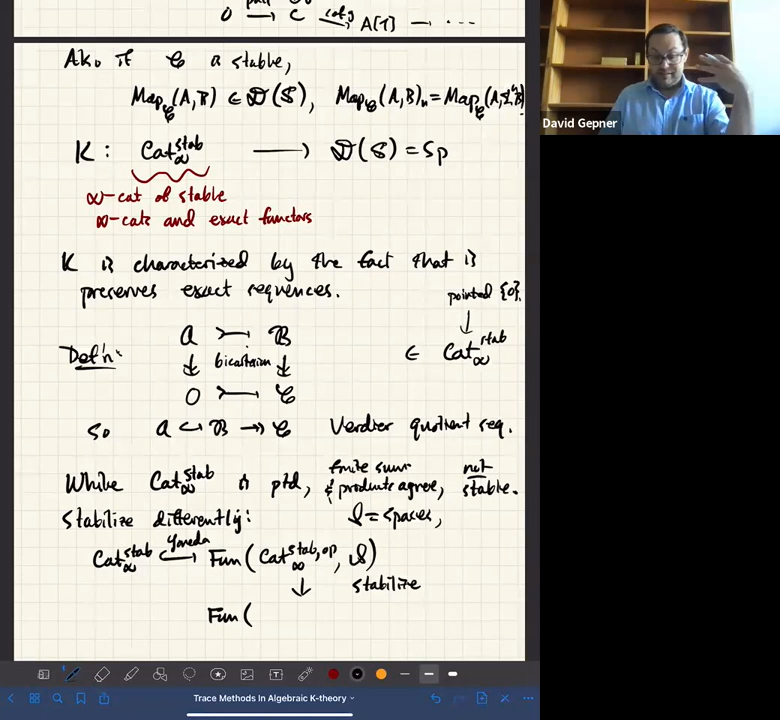 0 → C → A[1] → ...
Also if 𝒞 is stable,
Map_𝒞(A,B) ∈ 𝒟(𝕊), Map_𝒞(A,B)_n = Map_𝒞(A,Σ^n B)
K : Cat_∞^stab ⟶ 𝒟(𝕊) = Sp
∞-cat of stable
∞-cats and exact functors
K is characterized by the fact that is
preserves exact sequences.
pointed {0}.
A ↣ B
Def'n: ↓ bicartesian ↓ ∈ Cat_∞^stab
0 ↣ 𝒞
so A ↪ B ↠ 𝒞 Verdier quotient seq.
While Cat_∞^stab is ptd, finite sums & products agree, not stable.
Stabilize differently: 𝒮 = spaces,
Cat_∞^stab ↪ Yoneda Fun(Cat_∞^stab,op, 𝒮)
↓ stabilize
Fun(
David Gepner
Trace Methods In Algebraic K-theory